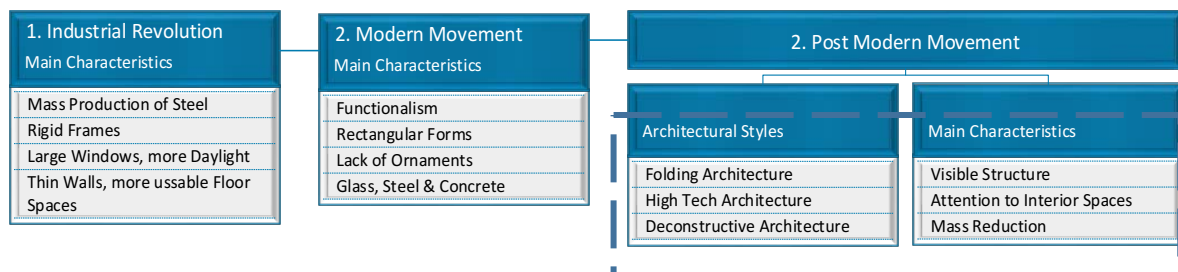 1. Industrial Revolution
Main Characteristics
Mass Production of Steel
Rigid Frames
Large Windows, more Daylight
Thin Walls, more ussable Floor
Spaces
2. Modern Movement
Main Characteristics
Functionalism
Rectangular Forms
Lack of Ornaments
Glass, Steel & Concrete
2. Post Modern Movement
Architectural Styles
Folding Architecture
High Tech Architecture
Deconstructive Architecture
Main Characteristics
Visible Structure
Attention to Interior Spaces
Mass Reduction